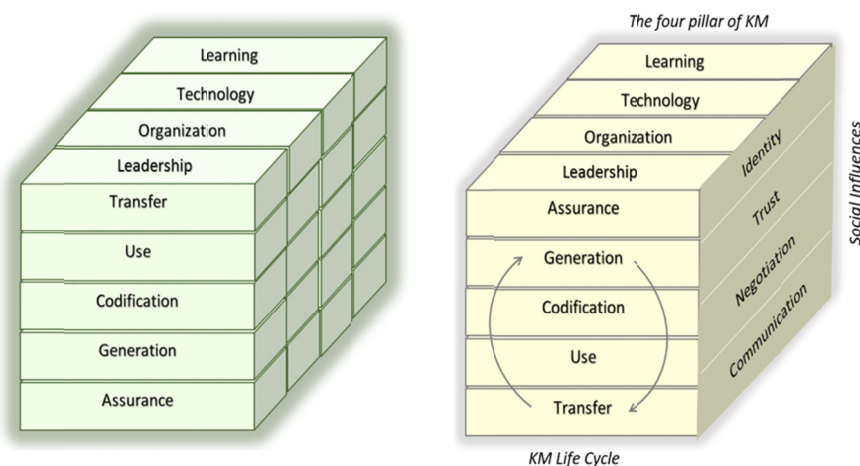 Learning
Technology
Organization
Leadership
Transfer
Use
Codification
Generation
Assurance
The four pillar of KM
Learning
Technology
Organization
Leadership
Assurance
Generation
Codification
Use
Transfer
Identity
Trust
Negotiation
Communication
Social Influences
KM Life Cycle